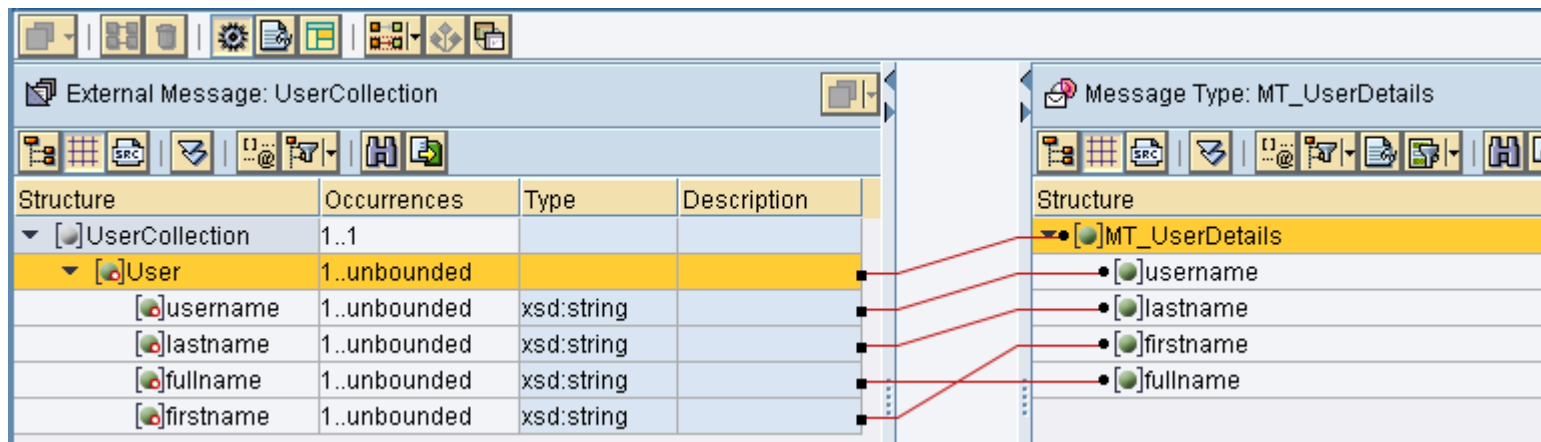 External Message: UserCollection
Message Type: MT_UserDetails
SRC
[]
@
SRC
[]
@
Structure Occurrences Type Description
Structure
[]UserCollection 1..1
[]MT_UserDetails
[]User 1..unbounded
[]username
[]username 1..unbounded xsd:string
[]lastname
[]lastname 1..unbounded xsd:string
[]firstname
[]fullname 1..unbounded xsd:string
[]fullname
[]firstname 1..unbounded xsd:string